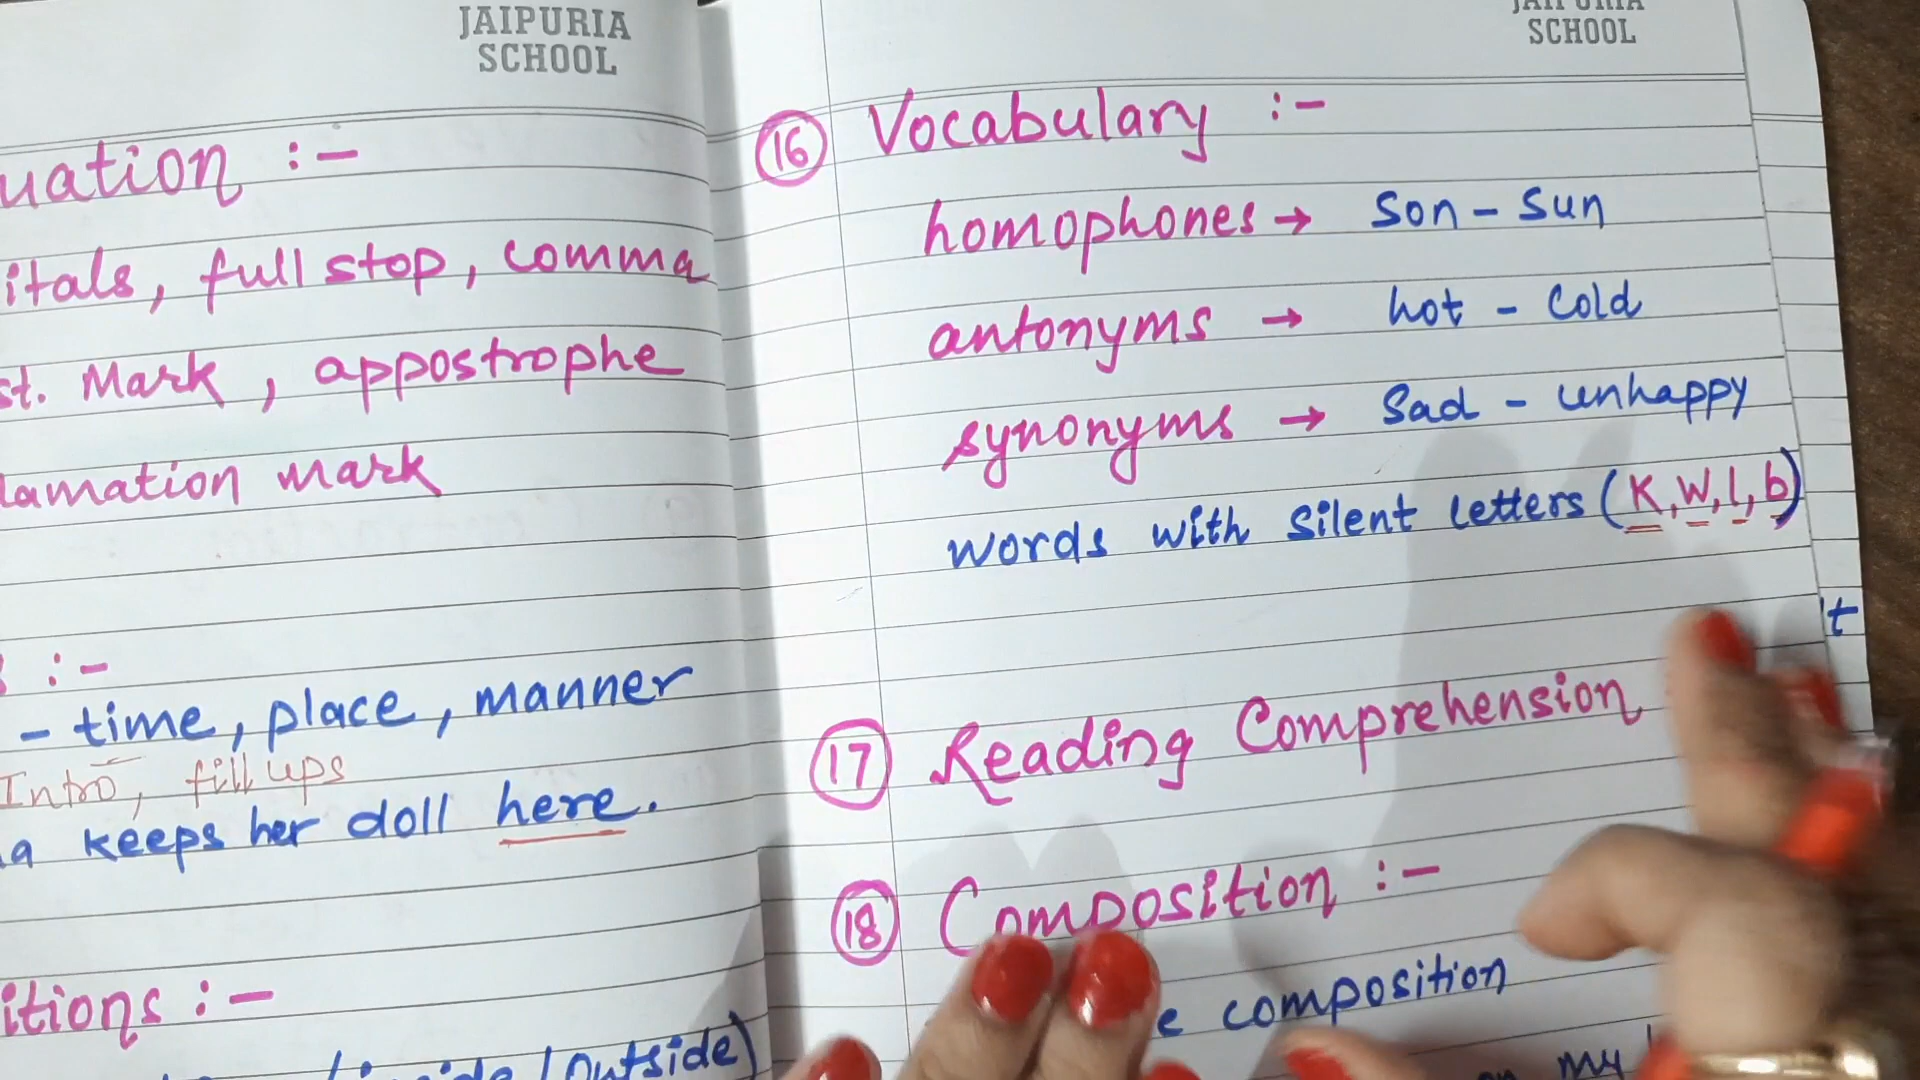 JAIPURIA
SCHOOL
uation :-
itals, full stop, comma
st. Mark, appostrophe
lamation mark
:-
- time, place, manner
Intro, fill ups
a keeps her doll here.
itions :-
/ Outside)
JAIPURIA
SCHOOL
16 Vocabulary :-
homophones → Son - Sun
antonyms → hot - Cold
synonyms → Sad - unhappy
words with Silent letters (K, W, l, b)
t
17 Reading Comprehension
18 Composition :-
e composition
my